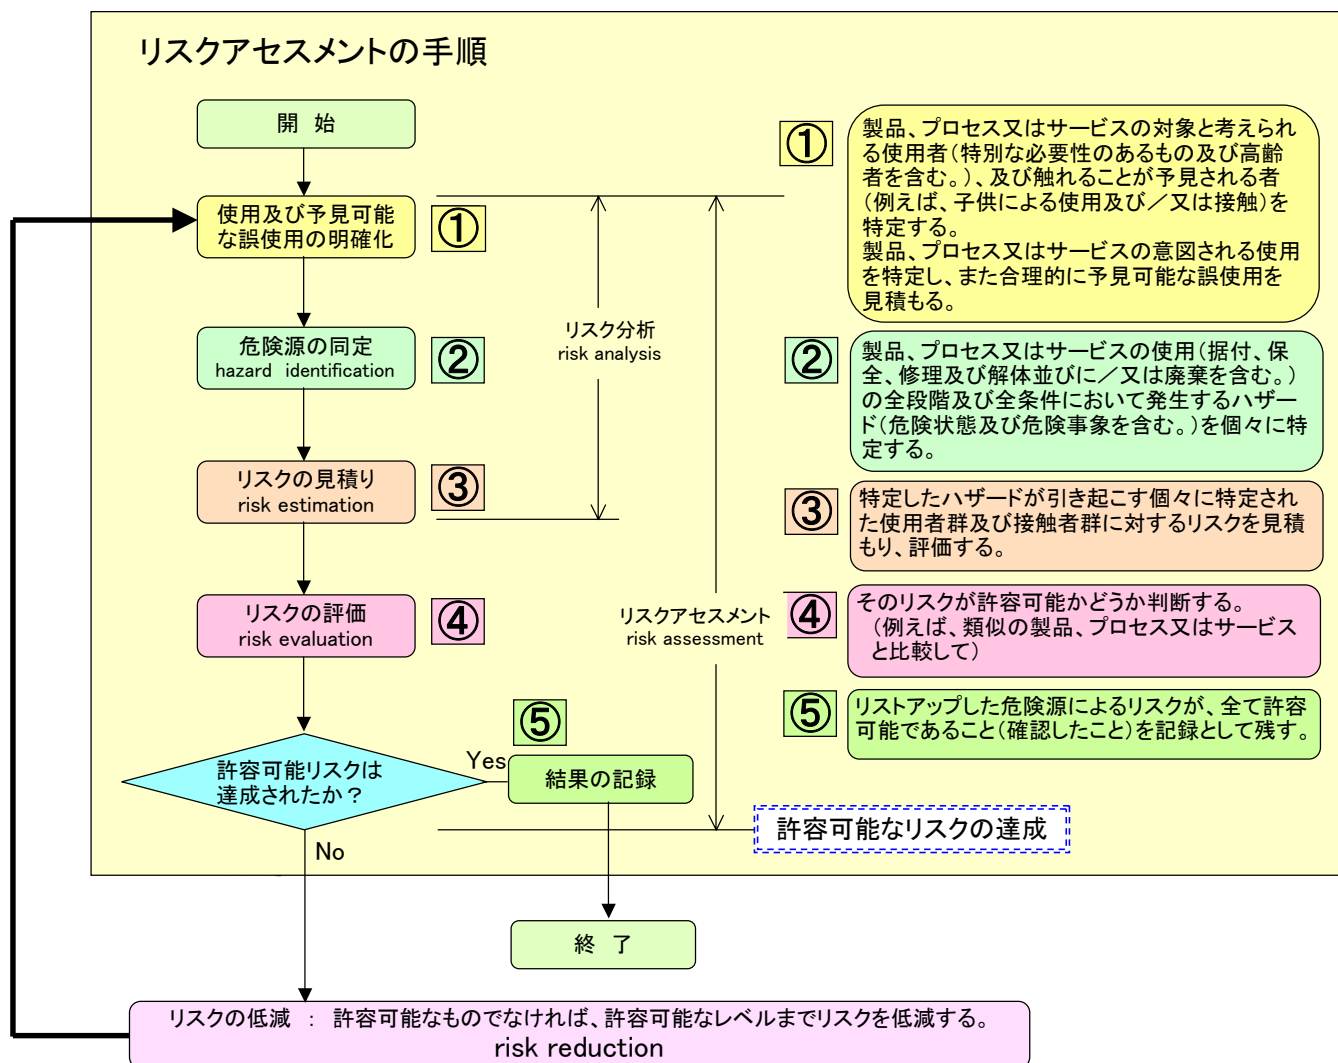 リスクアセスメントの手順
開 始
使用及び予見可能
な誤使用の明確化
①
危険源の同定
hazard identification
②
リスクの見積り
risk estimation
③
リスクの評価
risk evaluation
④
許容可能リスクは
達成されたか?
Yes
No
⑤
結果の記録
終 了
リスク分析
risk analysis
リスクアセスメント
risk assessment
許容可能なリスクの達成
①
製品、プロセス又はサービスの対象と考えられ
る使用者(特別な必要性のあるもの及び高齢
者を含む。)、及び触れることが予見される者
(例えば、子供による使用及び/又は接触)を
特定する。
製品、プロセス又はサービスの意図される使用
を特定し、また合理的に予見可能な誤使用を
見積もる。
②
製品、プロセス又はサービスの使用(据付、保
全、修理及び解体並びに/又は廃棄を含む。)
の全段階及び全条件において発生するハザー
ド(危険状態及び危険事象を含む。)を個々に特
定する。
③
特定したハザードが引き起こす個々に特定され
た使用者群及び接触者群に対するリスクを見積
もり、評価する。
④
そのリスクが許容可能かどうか判断する。
(例えば、類似の製品、プロセス又はサービス
と比較して)
⑤
リストアップした危険源によるリスクが、全て許容
可能であること(確認したこと)を記録として残す。
リスクの低減 : 許容可能なものでなければ、許容可能なレベルまでリスクを低減する。
risk reduction